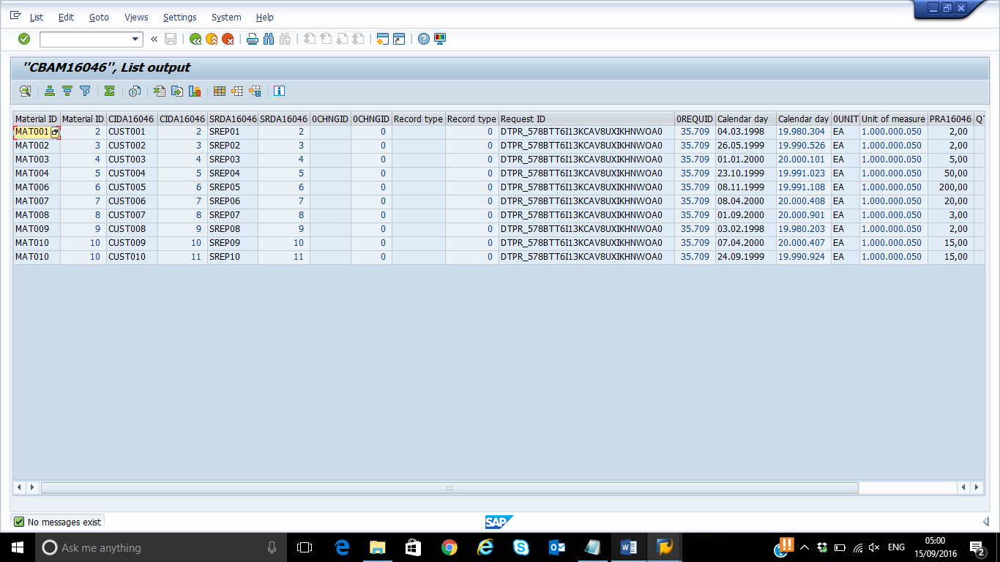 List Edit Goto Views Settings System Help
"CBAM16046", List output
Material ID Material ID CIDA16046 CIDA16046 SRDA16046 SRDA16046 0CHNGID 0CHNGID Record type Record type Request ID 0REQUID Calendar day Calendar day 0UNIT Unit of measure PRA16046
MAT001 2 CUST001 2 SREP01 2 0 0 DTPR_578BTT6I13KCAV8UXIKHNWOA0 35.709 04.03.1998 19.980.304 EA 1.000.000.050 2,00
MAT002 3 CUST002 3 SREP02 3 0 0 DTPR_578BTT6I13KCAV8UXIKHNWOA0 35.709 26.05.1999 19.990.526 EA 1.000.000.050 2,00
MAT003 4 CUST003 4 SREP03 4 0 0 DTPR_578BTT6I13KCAV8UXIKHNWOA0 35.709 01.01.2000 20.000.101 EA 1.000.000.050 5,00
MAT004 5 CUST004 5 SREP04 5 0 0 DTPR_578BTT6I13KCAV8UXIKHNWOA0 35.709 23.10.1999 19.991.023 EA 1.000.000.050 50,00
MAT006 6 CUST005 6 SREP05 6 0 0 DTPR_578BTT6I13KCAV8UXIKHNWOA0 35.709 08.11.1999 19.991.108 EA 1.000.000.050 200,00
MAT007 7 CUST006 7 SREP06 7 0 0 DTPR_578BTT6I13KCAV8UXIKHNWOA0 35.709 08.04.2000 20.000.408 EA 1.000.000.050 20,00
MAT008 8 CUST007 8 SREP07 8 0 0 DTPR_578BTT6I13KCAV8UXIKHNWOA0 35.709 01.09.2000 20.000.901 EA 1.000.000.050 3,00
MAT009 9 CUST008 9 SREP08 9 0 0 DTPR_578BTT6I13KCAV8UXIKHNWOA0 35.709 03.02.1998 19.980.203 EA 1.000.000.050 2,00
MAT010 10 CUST009 10 SREP09 10 0 0 DTPR_578BTT6I13KCAV8UXIKHNWOA0 35.709 07.04.2000 20.000.407 EA 1.000.000.050 15,00
MAT010 10 CUST010 11 SREP10 11 0 0 DTPR_578BTT6I13KCAV8UXIKHNWOA0 35.709 24.09.1999 19.990.924 EA 1.000.000.050 15,00
No messages exist
SAP
Ask me anything
ENG
05:00
15/09/2016
2